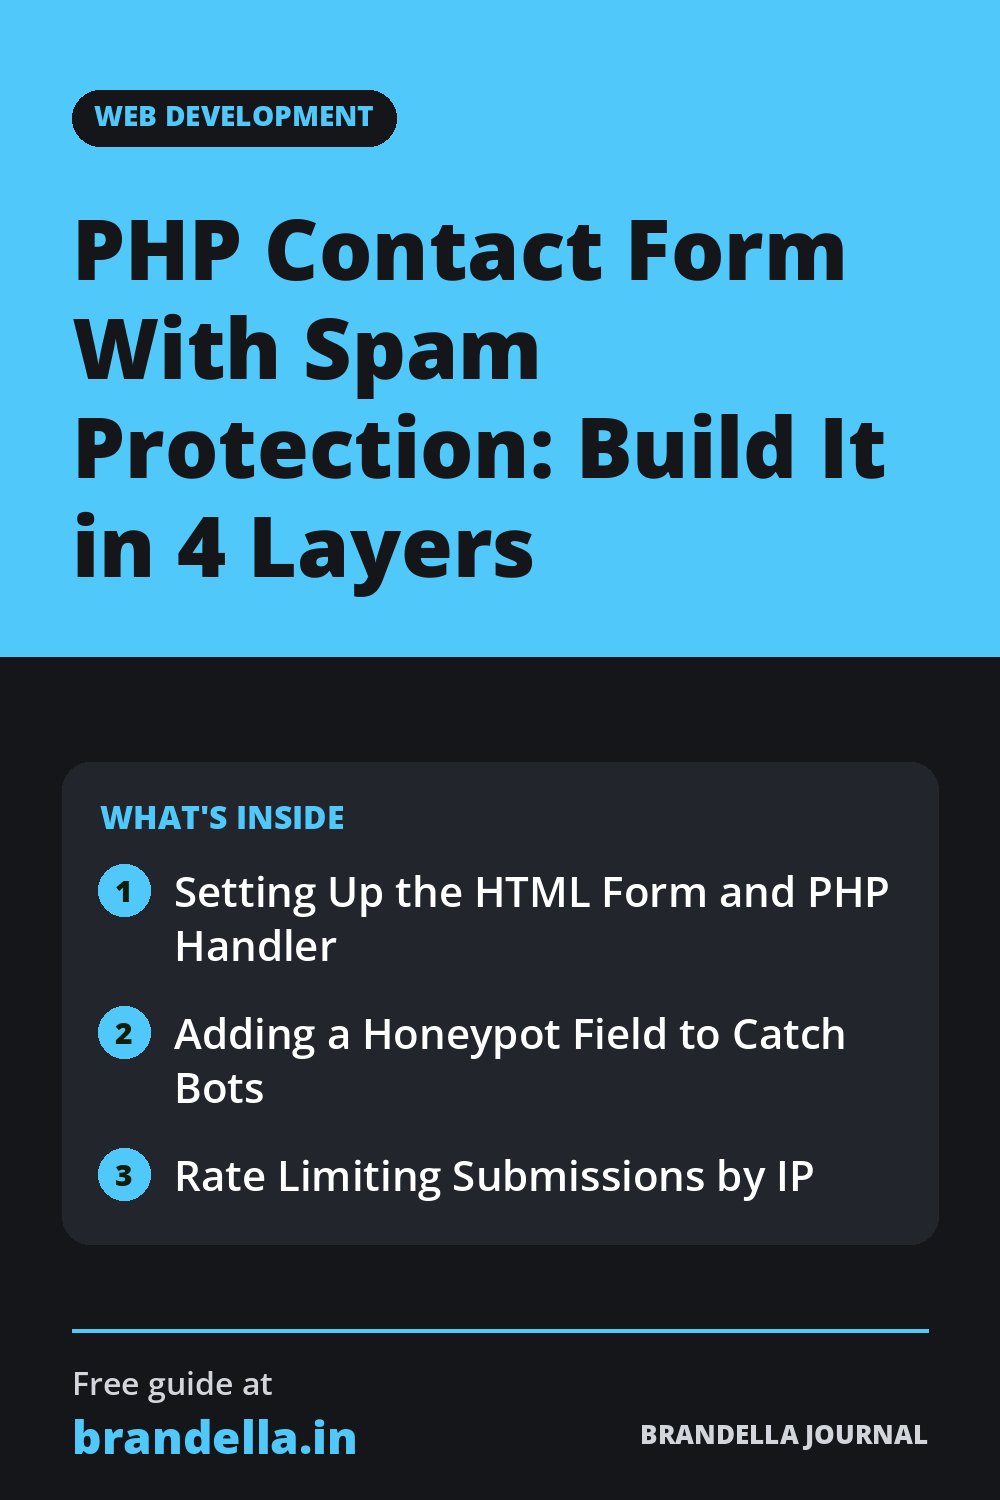 WEB DEVELOPMENT
PHP Contact Form
With Spam
Protection: Build It
in 4 Layers
WHAT'S INSIDE
1 Setting Up the HTML Form and PHP
Handler
2 Adding a Honeypot Field to Catch
Bots
3 Rate Limiting Submissions by IP
Free guide at
brandella.in
BRANDELLA JOURNAL